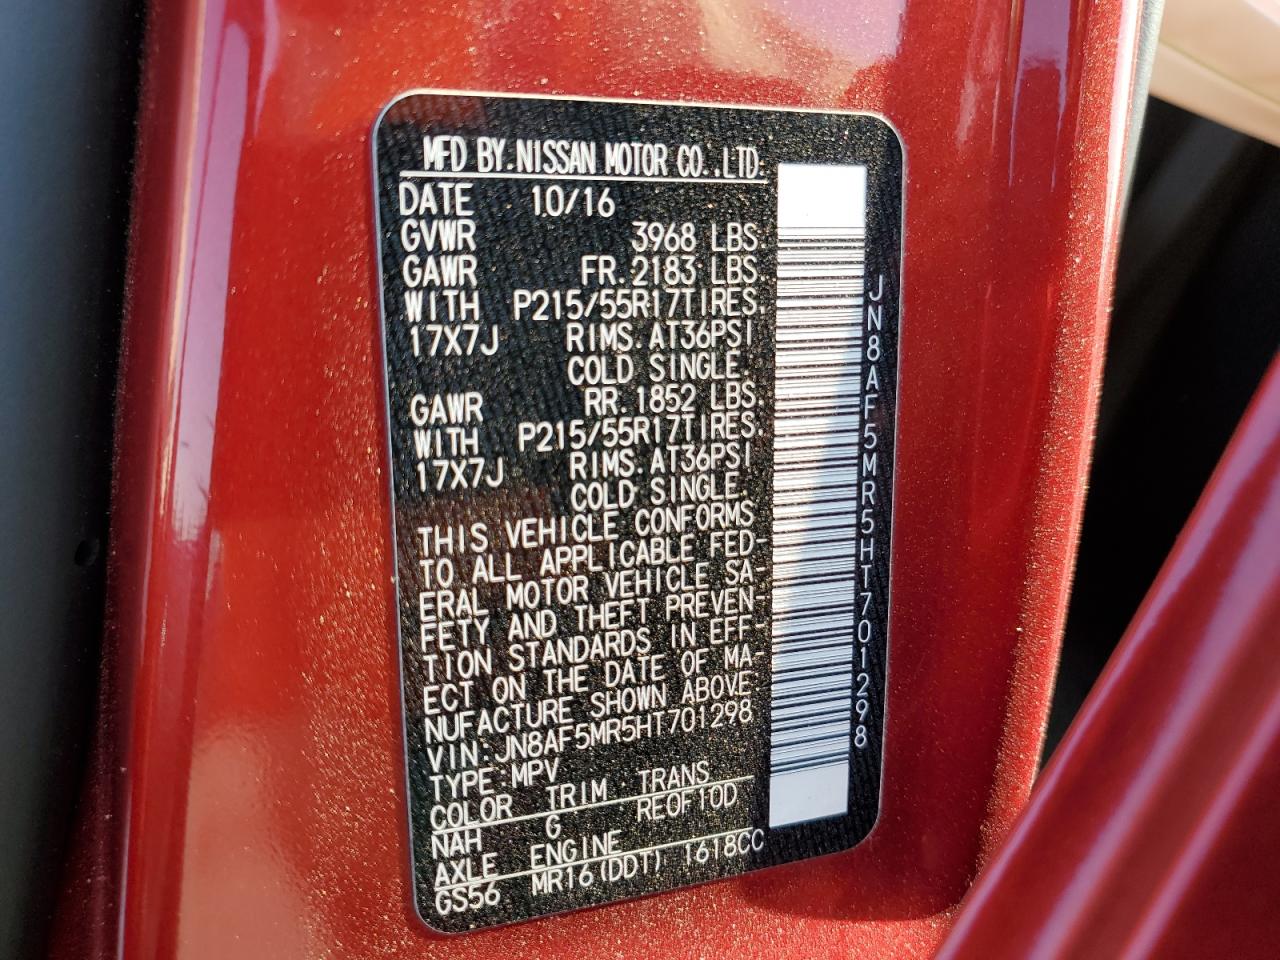 MFD BY.NISSAN MOTOR CO.,LTD.
DATE 10/16
GVWR 3968 LBS
GAWR FR.2183 LBS
WITH P215/55R17TIRES.
17X7J RIMS.AT36PSI
COLD SINGLE
GAWR RR.1852 LBS
WITH P215/55R17TIRES
17X7J RIMS.AT36PSI
COLD SINGLE.
THIS VEHICLE CONFORMS
TO ALL APPLICABLE FED-
ERAL MOTOR VEHICLE SA-
FETY AND THEFT PREVEN-
TION STANDARDS IN EFF-
ECT ON THE DATE OF MA-
NUFACTURE SHOWN ABOVE
VIN:JN8AF5MR5HT701298
TYPE:MPV
COLOR TRIM TRANS
NAH G RE0F10D
AXLE ENGINE
GS56 MR16(DDT) 1618CC
JN8AF5MR5HT701298